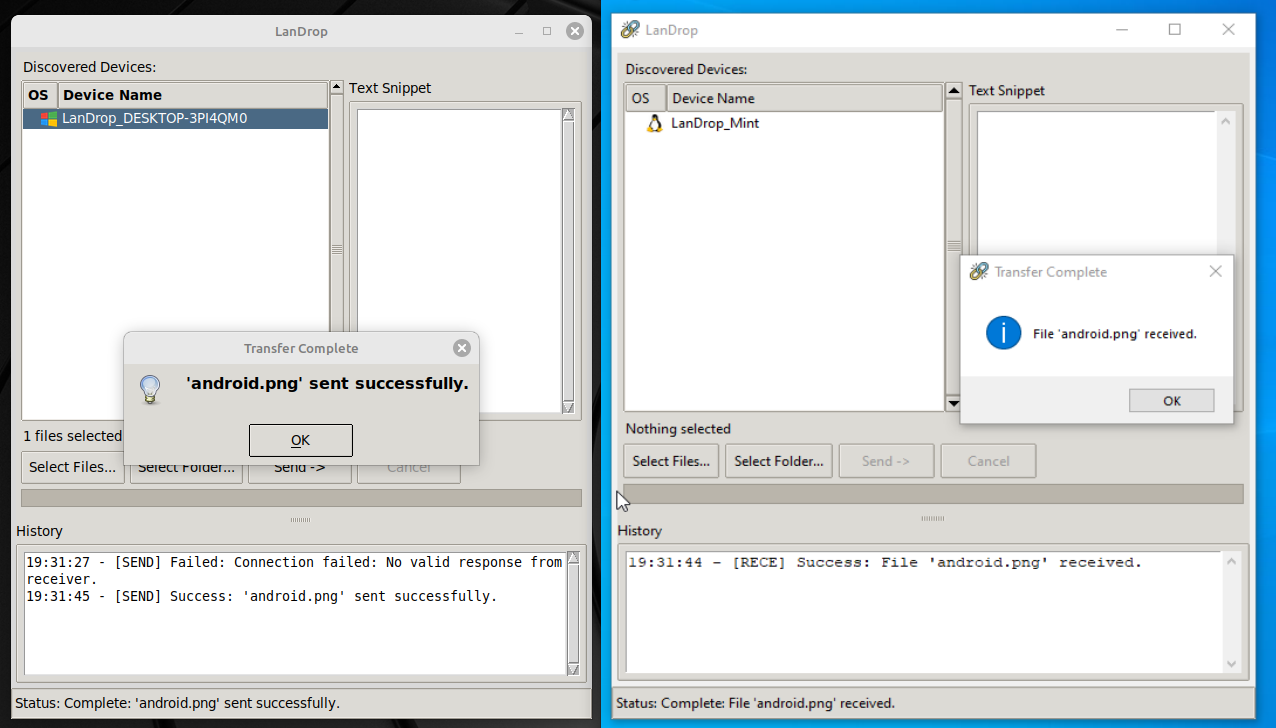 LanDrop
Discovered Devices:
OS Device Name
LanDrop_DESKTOP-3PI4QM0
Text Snippet
Transfer Complete
'android.png' sent successfully.
OK
1 files selected
Select Files...
Select Folder...
Send ->
Cancel
History
19:31:27 - [SEND] Failed: Connection failed: No valid response from
receiver.
19:31:45 - [SEND] Success: 'android.png' sent successfully.
Status: Complete: 'android.png' sent successfully.
LanDrop
Discovered Devices:
OS Device Name
LanDrop_Mint
Text Snippet
Transfer Complete
File 'android.png' received.
OK
Nothing selected
Select Files...
Select Folder...
Send ->
Cancel
History
19:31:44 - [RECE] Success: File 'android.png' received.
Status: Complete: File 'android.png' received.